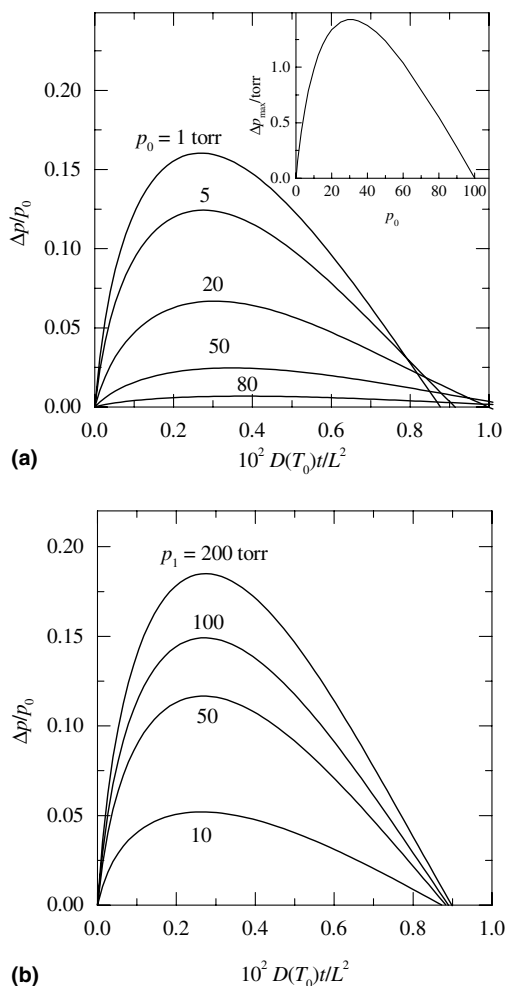 0.20
0.15
0.10
0.05
0.00
Δp/p₀
p₀ = 1 torr
5
20
50
80
0.0 0.2 0.4 0.6 0.8 1.0
10² D(T₀)t/L²
1.0
0.5
0.0
Δp_max/torr
0 20 40 60 80 100
p₀
(a)
0.20
0.15
0.10
0.05
0.00
Δp/p₀
p₁ = 200 torr
100
50
10
0.0 0.2 0.4 0.6 0.8 1.0
10² D(T₀)t/L²
(b)